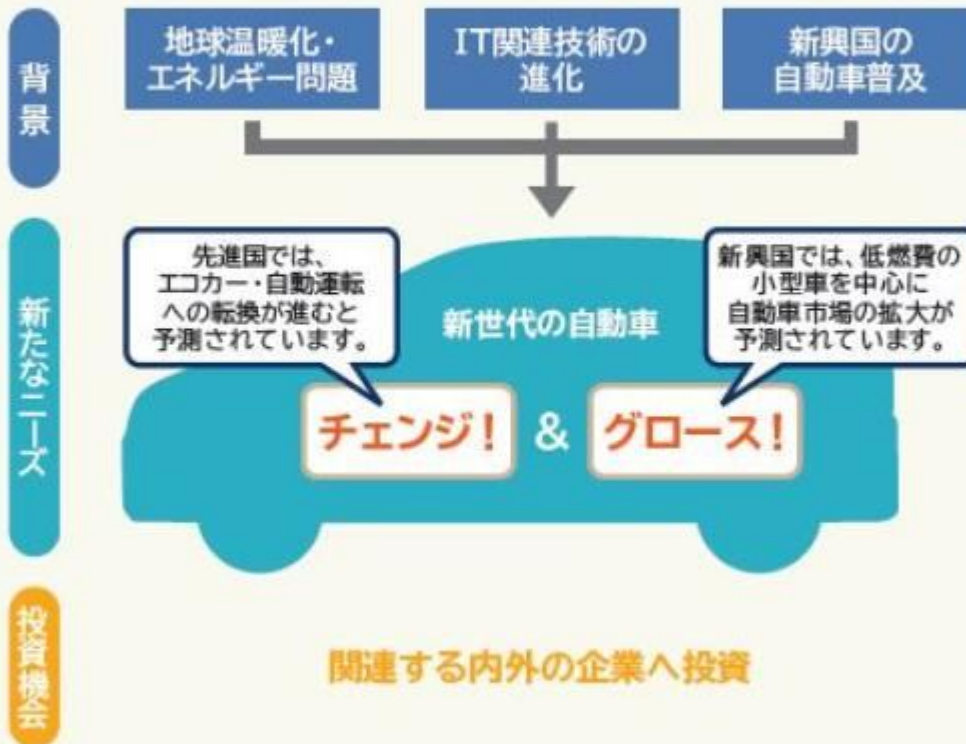 背景
地球温暖化・
エネルギー問題
IT関連技術の
進化
新興国の
自動車普及
新たなニーズ
先進国では、
エコカー・自動運転
への転換が進むと
予測されています。
新世代の自動車
新興国では、低燃費の
小型車を中心に
自動車市場の拡大が
予測されています。
チェンジ！ & グロース！
投資機会
関連する内外の企業へ投資